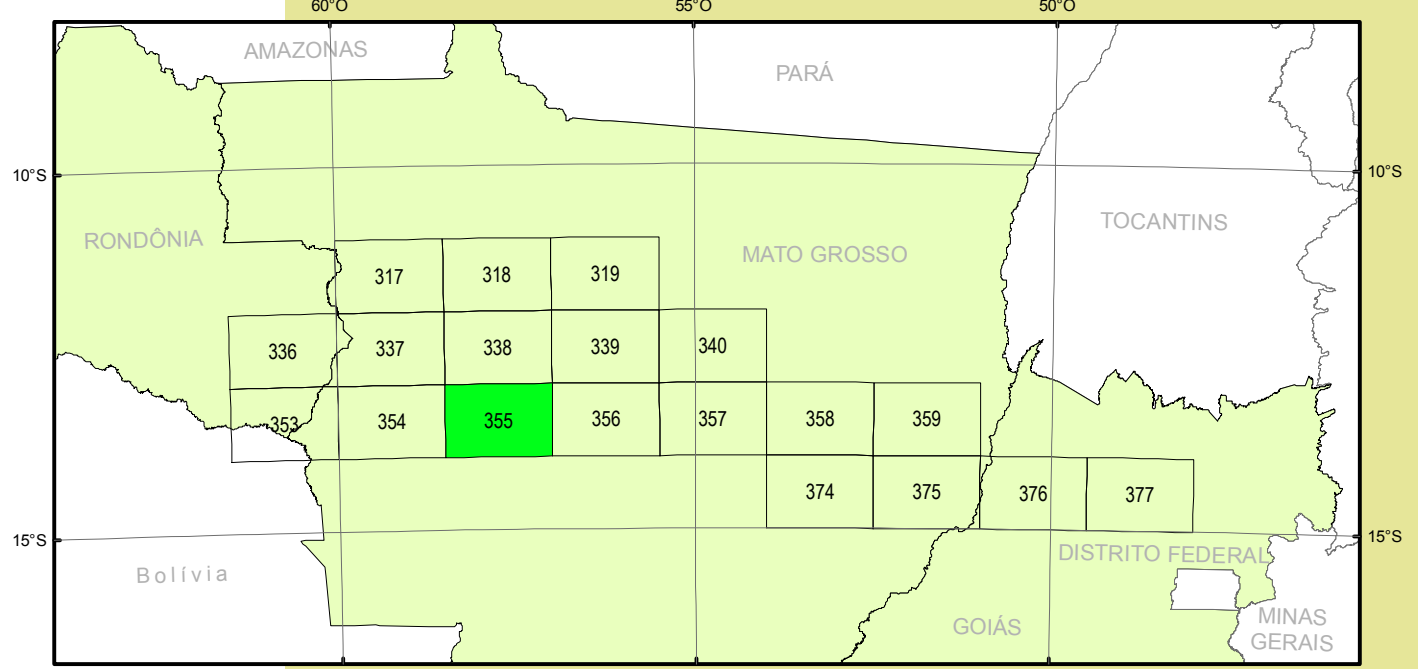 60°O 55°O 50°O
AMAZONAS
PARÁ
10°S 10°S
RONDÔNIA
TOCANTINS
MATO GROSSO
317 318 319
336 337 338 339 340
353 354 355 356 357 358 359
374 375 376 377
15°S 15°S
DISTRITO FEDERAL
Bolívia
GOIÁS
MINAS
GERAIS